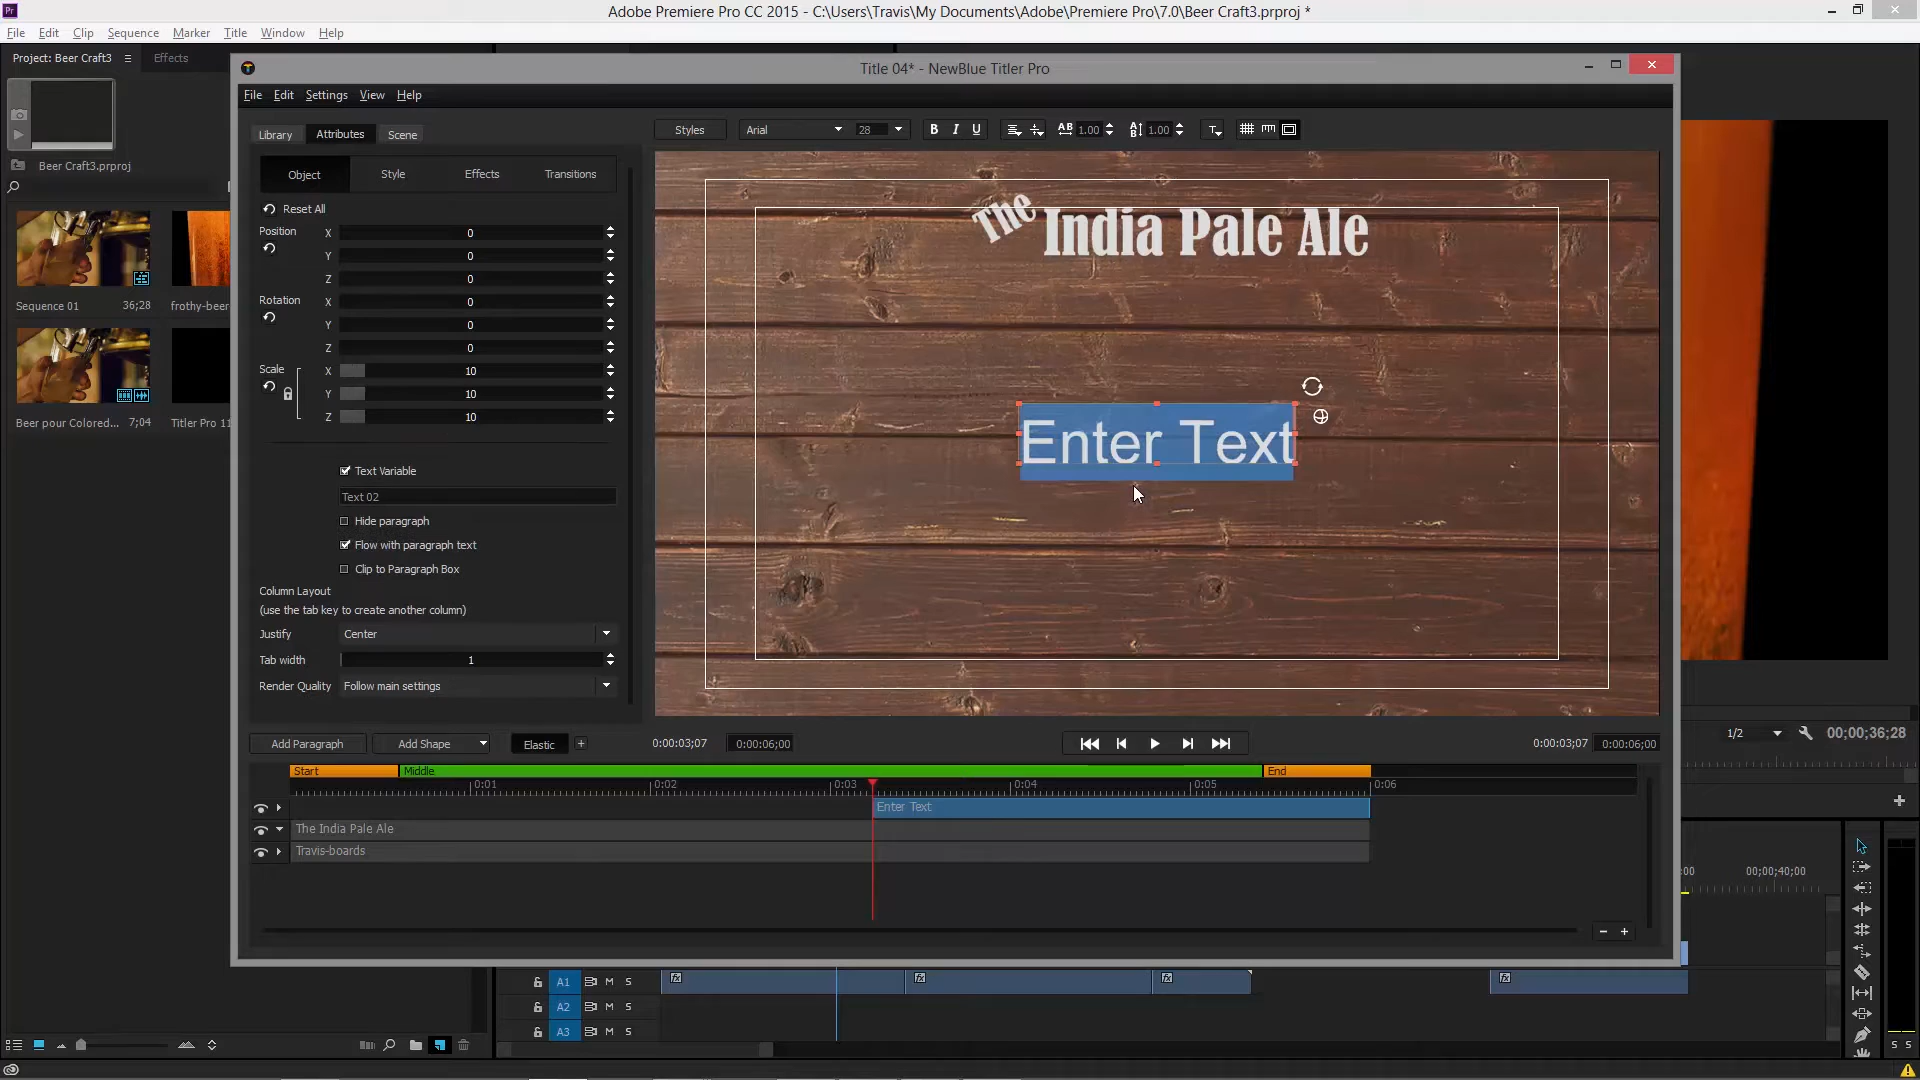 Adobe Premiere Pro CC 2015 - C:\Users\Travis\My Documents\Adobe\Premiere Pro\7.0\Beer Craft3.prproj *
File Edit Clip Sequence Marker Title Window Help
Project: Beer Craft3 Effects
Title 04* - NewBlue Titler Pro
File Edit Settings View Help
Library Attributes Scene
Styles Arial 28 B I U AB 1.00 1.00
Object Style Effects Transitions
Beer Craft3.prproj
Reset All
Position X 0
Y 0
Z 0
Rotation X 0
Y 0
Z 0
Scale X 10
Y 10
Z 10
Sequence 01 36;28 frothy-beer
Beer pour Colored... 7;04 Titler Pro 11
Text Variable
Text 02
Hide paragraph
Flow with paragraph text
Clip to Paragraph Box
Column Layout
(use the tab key to create another column)
Justify Center
Tab width 1
Render Quality Follow main settings
The India Pale Ale
Enter Text
Add Paragraph Add Shape Elastic + 0:00:03;07 0:00:06;00 0:00:03;07 0:00:06;00
1/2 00;00;36;28
Start Middle End
0:01 0:02 0:03 0:04 0:05 0:06
Enter Text
The India Pale Ale
Travis-boards
:00 00;00;40;00
A1 M S fx fx fx fx
A2 M S
A3 M S
S S